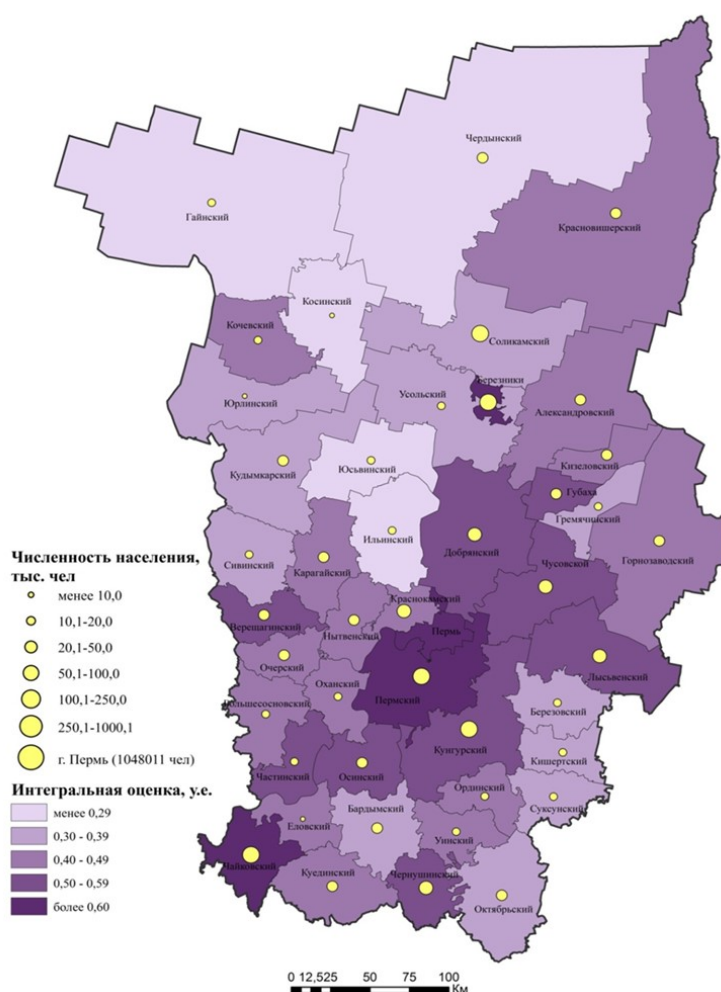 Чердынский
Гайнский
Красновишерский
Косинский
Кочевский
Соликамский
Березники
Юрлинский
Усольский
Александровский
Кизеловский
Кудымкарский
Юсьвинский
Губаха
Гремячинский
Ильинский
Добрянский
Горнозаводский
Сивинский
Карагайский
Чусовской
Краснокамский
Верещагинский
Нытвенский
Пермь
Очерский
Лысьвенский
Оханский
Пермский
Большесосновский
Березовский
Кунгурский
Кишертский
Частинский
Осинский
Ординский
Суксунский
Бардымский
Еловский
Уинский
Чайковский
Куединский
Чернушинский
Октябрьский
Численность населения,
тыс. чел
менее 10,0
10,1-20,0
20,1-50,0
50,1-100,0
100,1-250,0
250,1-1000,1
г. Пермь (1048011 чел)
Интегральная оценка, у.е.
менее 0,29
0,30 - 0,39
0,40 - 0,49
0,50 - 0,59
более 0,60
0 12,525 50 75 100
Км